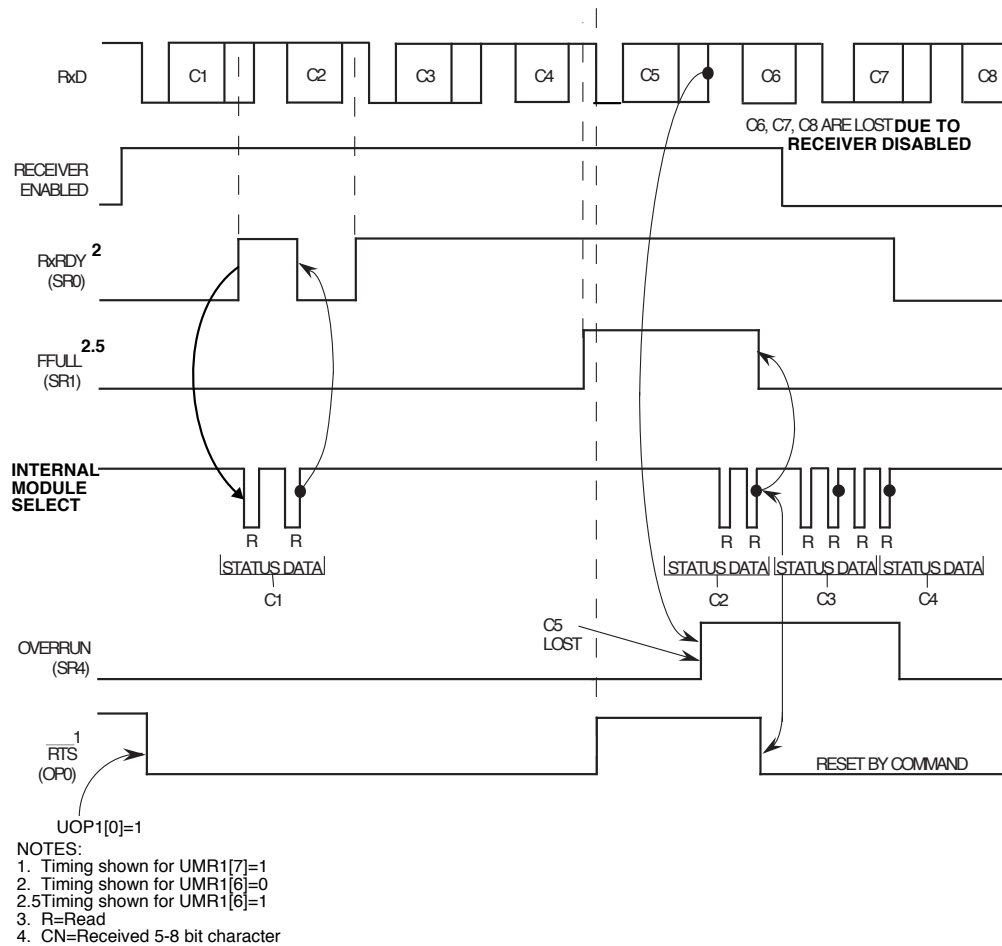 RxD
C1
C2
C3
C4
C5
C6
C7
C8
C6, C7, C8 ARE LOST DUE TO
RECEIVER DISABLED
RECEIVER
ENABLED
RxRDY 2
(SR0)
FFULL 2.5
(SR1)
INTERNAL
MODULE
SELECT
R R R R R R R R
STATUS DATA STATUS DATA STATUS DATA STATUS DATA
C1 C2 C3 C4
C5
LOST
OVERRUN
(SR4)
RTS 1
(OP0)
RESET BY COMMAND
UOP1[0]=1
NOTES:
1. Timing shown for UMR1[7]=1
2. Timing shown for UMR1[6]=0
2.5Timing shown for UMR1[6]=1
3. R=Read
4. CN=Received 5-8 bit character